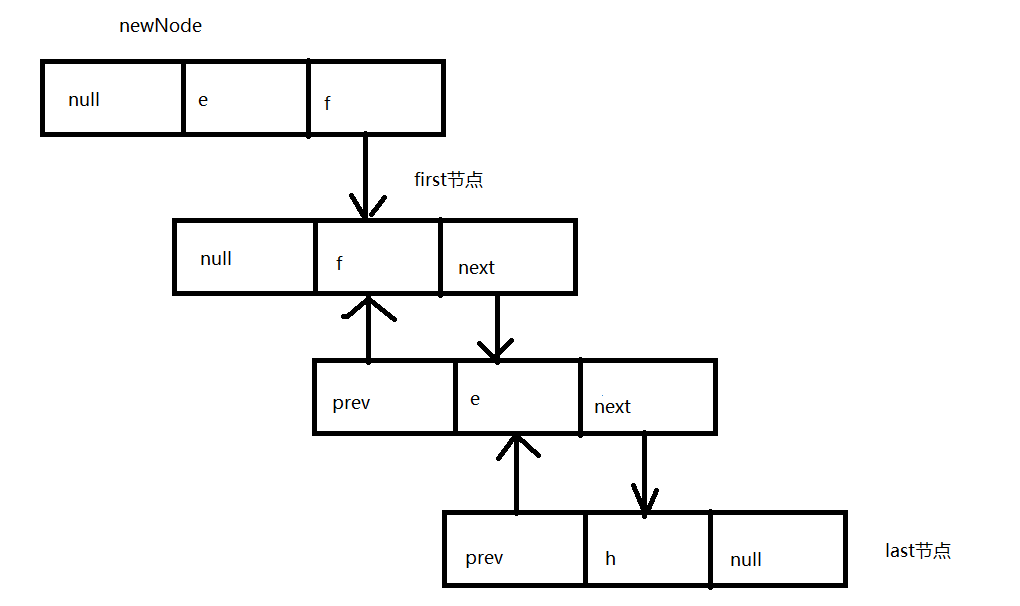 newNode
null e f
first节点
null f next
prev e next
prev h null
last节点